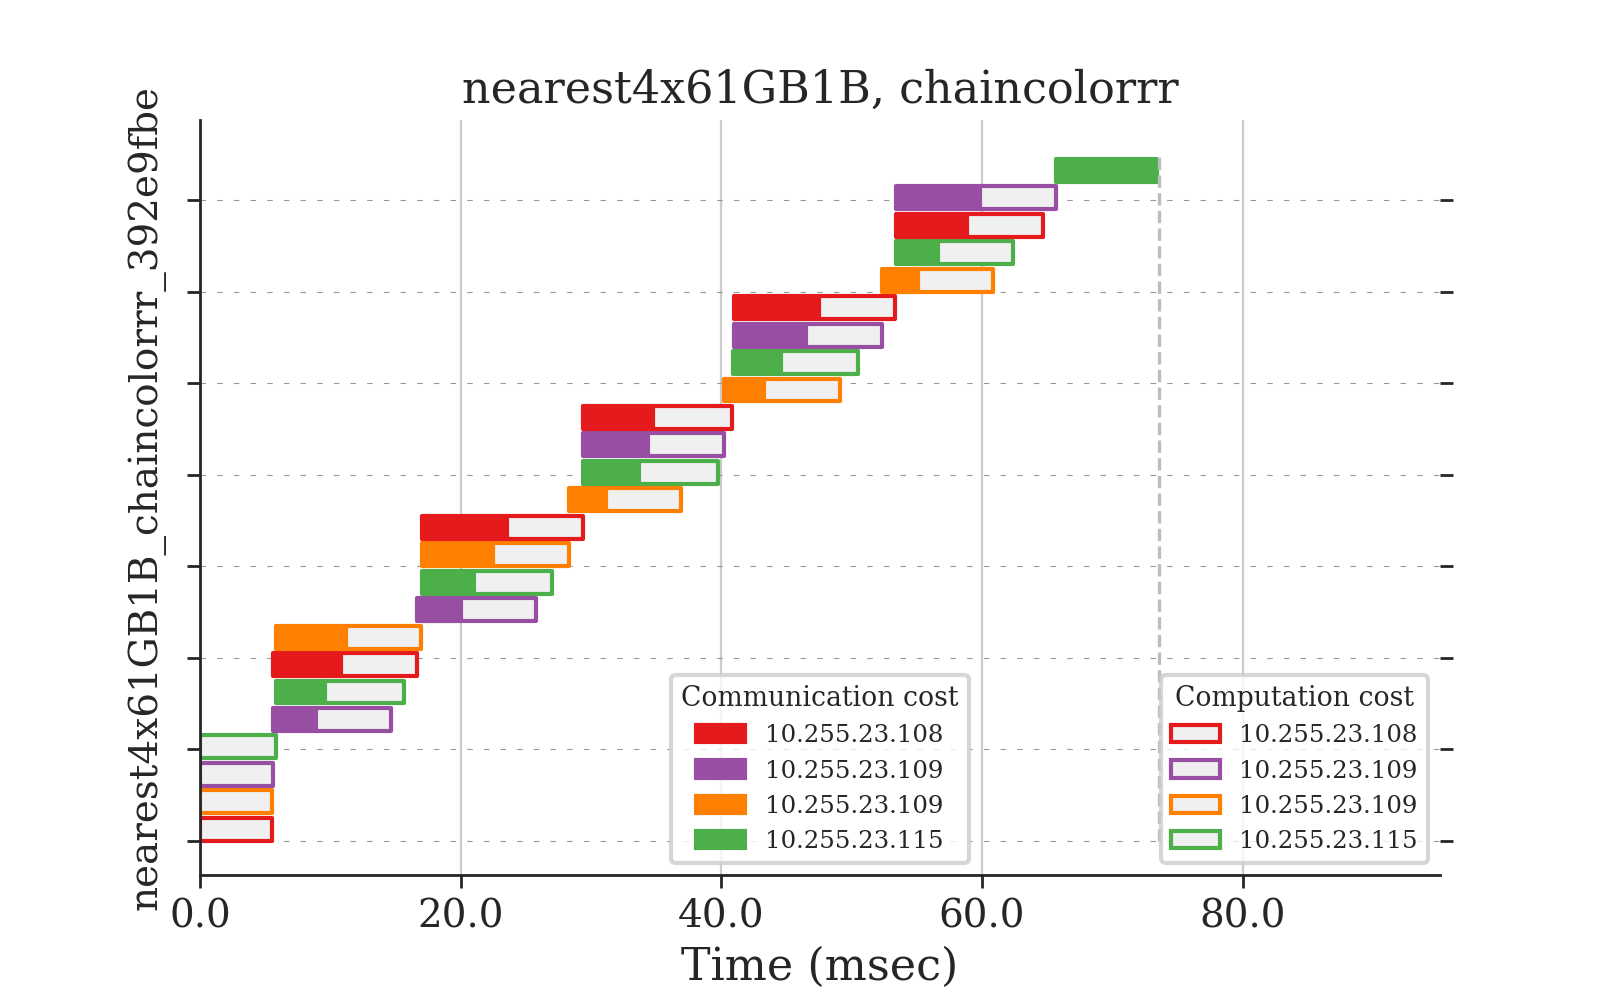 nearest4x61GB1B, chaincolorrr
nearest4x61GB1B_chaincolorrr_392e9fbe
Communication cost
10.255.23.108
10.255.23.109
10.255.23.109
10.255.23.115
Computation cost
10.255.23.108
10.255.23.109
10.255.23.109
10.255.23.115
0.0 20.0 40.0 60.0 80.0
Time (msec)